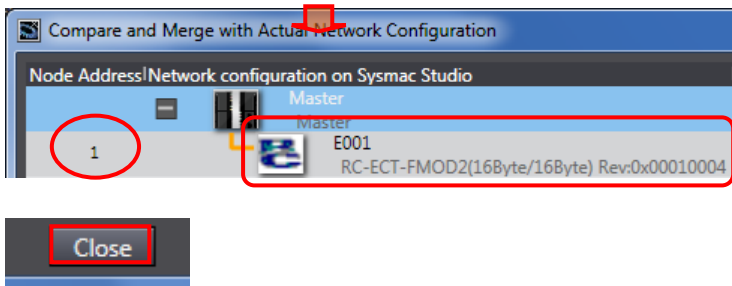 Compare and Merge with Actual Network Configuration
Node Address Network configuration on Sysmac Studio
Master
Master
1
E001
RC-ECT-FMOD2(16Byte/16Byte) Rev:0x00010004
Close